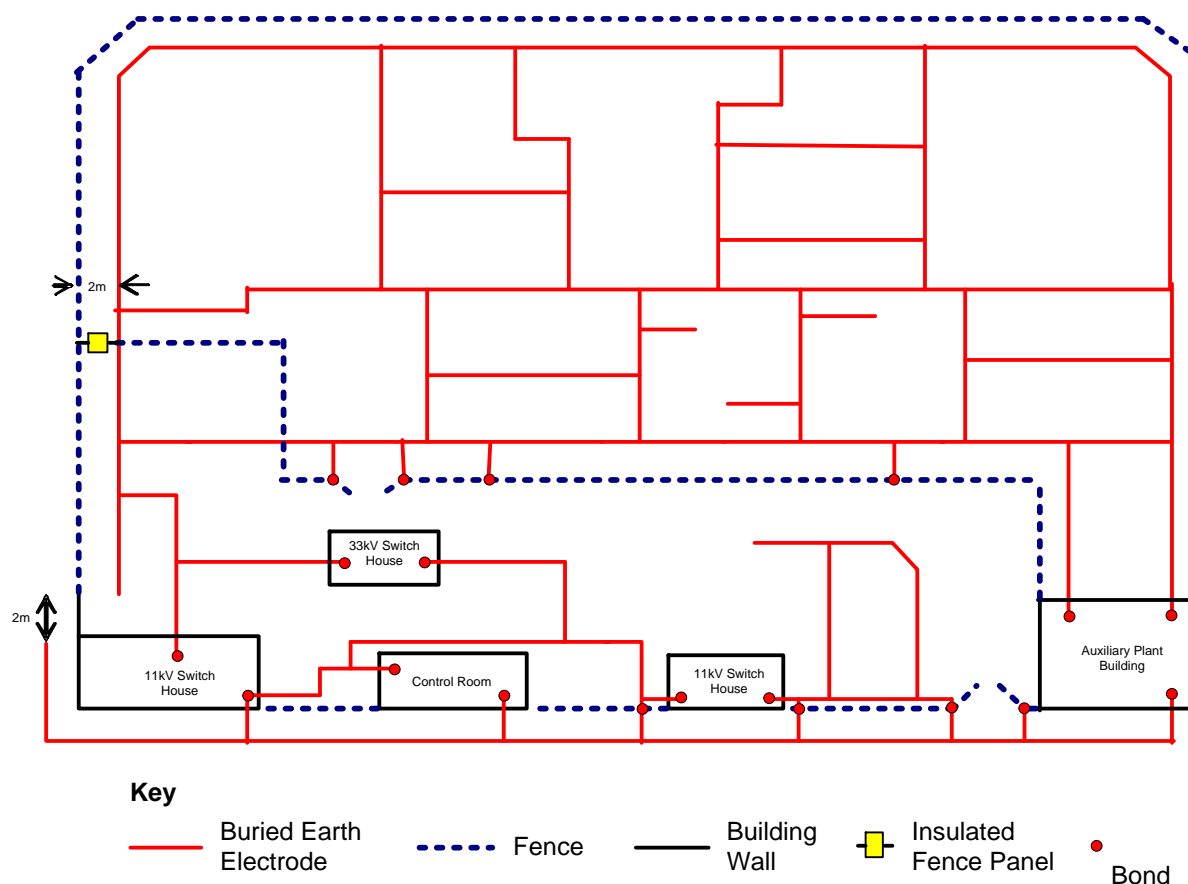 2m
33kV Switch
House
2m
11kV Switch
House
Control Room
11kV Switch
House
Auxiliary Plant
Building
Key
Buried Earth
Electrode
Fence
Building
Wall
Insulated
Fence Panel
Bond